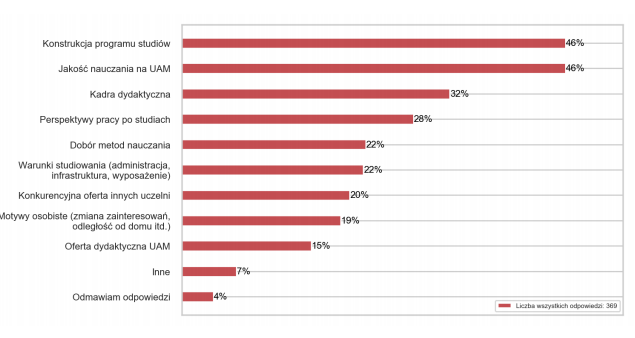 Konstrukcja programu studiów 46%
Jakość nauczania na UAM 46%
Kadra dydaktyczna 32%
Perspektywy pracy po studiach 28%
Dobór metod nauczania 22%
Warunki studiowania (administracja,
infrastruktura, wyposażenie) 22%
Konkurencyjna oferta innych uczelni 20%
Motywy osobiste (zmiana zainteresowań,
odległość od domu itd.) 19%
Oferta dydaktyczna UAM 15%
Inne 7%
Odmawiam odpowiedzi 4%
Liczba wszystkich odpowiedzi: 369